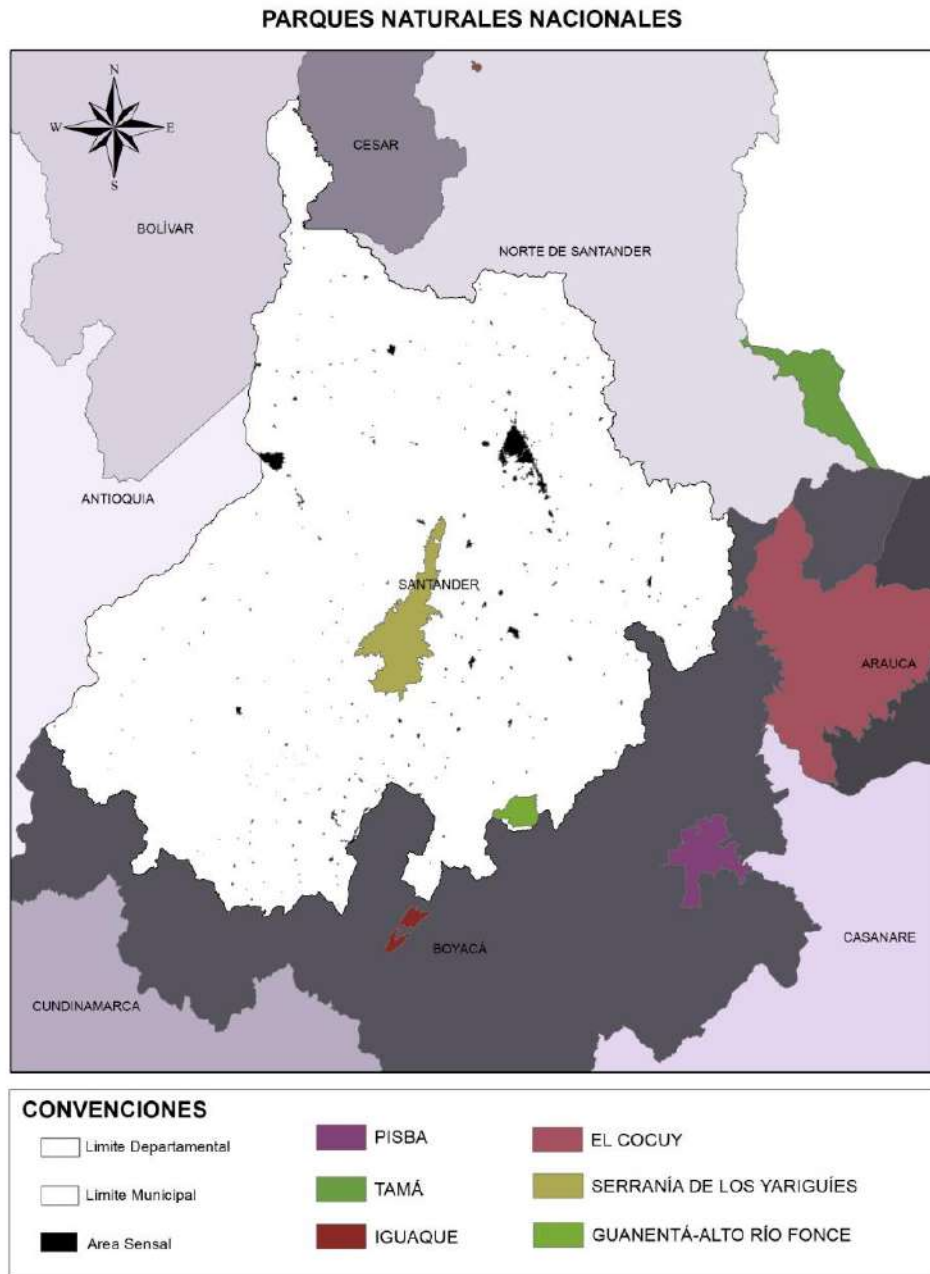 PARQUES NATURALES NACIONALES
N
W
E
S
CESAR
BOLÍVAR
NORTE DE SANTANDER
ANTIOQUIA
SANTANDER
ARAUCA
BOYACÁ
CASANARE
CUNDINAMARCA
CONVENCIONES
Limite Departamental
Limite Municipal
Area Sensal
PISBA
TAMÁ
IGUAQUE
EL COCUY
SERRANÍA DE LOS YARIGUÍES
GUANENTÁ-ALTO RÍO FONCE